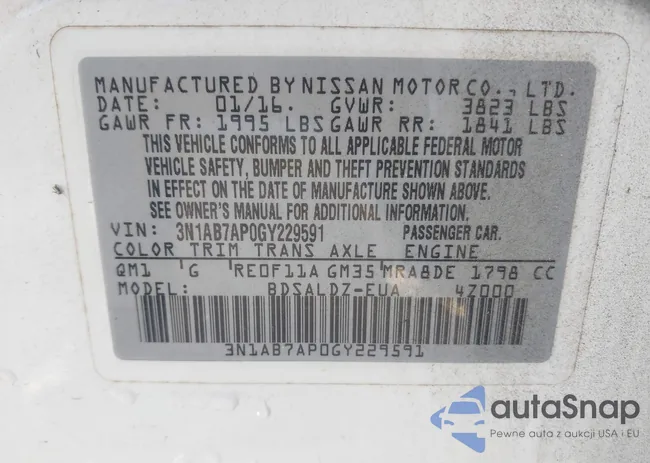 MANUFACTURED BY NISSAN MOTOR CO., LTD.
DATE: 01/16. GVWR: 3823 LBS
GAWR FR: 1995 LBS GAWR RR: 1841 LBS
THIS VEHICLE CONFORMS TO ALL APPLICABLE FEDERAL MOTOR
VEHICLE SAFETY, BUMPER AND THEFT PREVENTION STANDARDS
IN EFFECT ON THE DATE OF MANUFACTURE SHOWN ABOVE.
SEE OWNER'S MANUAL FOR ADDITIONAL INFORMATION.
VIN: 3N1AB7AP0GY229591 PASSENGER CAR.
COLOR TRIM TRANS AXLE ENGINE
QM1 G RE0F11A GM35 MRA8DE 1798 CC
MODEL: BDSALDZ-EUA 4Z000
3N1AB7AP0GY229591
autaSnap
Pewne auta z aukcji USA i EU